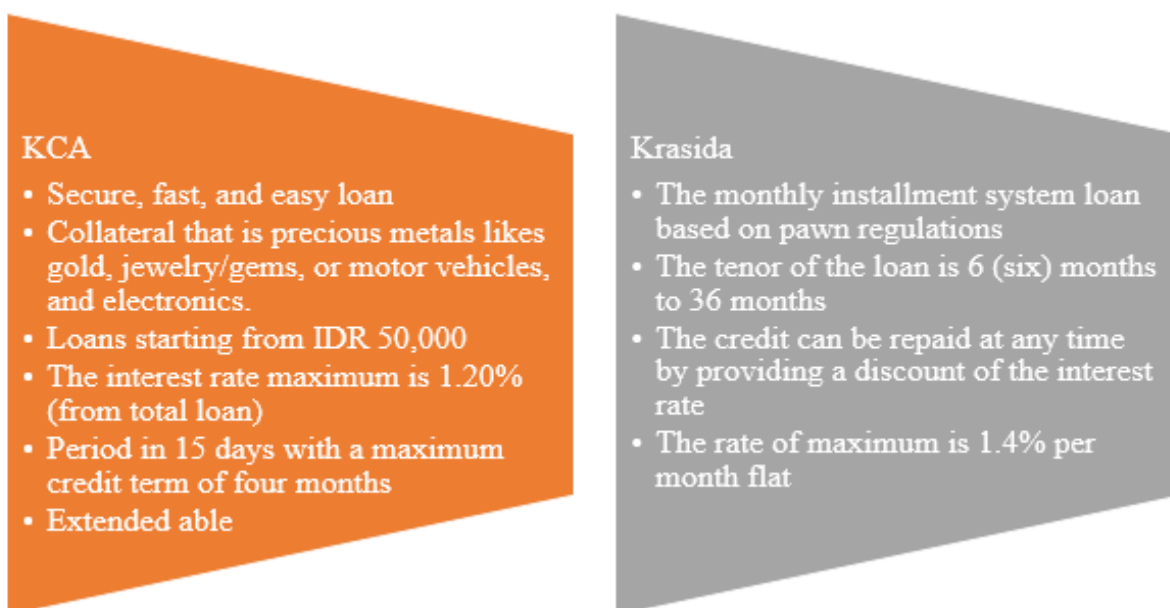 KCA
• Secure, fast, and easy loan
• Collateral that is precious metals likes
gold, jewelry/gems, or motor vehicles,
and electronics.
• Loans starting from IDR 50,000
• The interest rate maximum is 1.20%
(from total loan)
• Period in 15 days with a maximum
credit term of four months
• Extended able
Krasida
• The monthly installment system loan
based on pawn regulations
• The tenor of the loan is 6 (six) months
to 36 months
• The credit can be repaid at any time
by providing a discount of the interest
rate
• The rate of maximum is 1.4% per
month flat